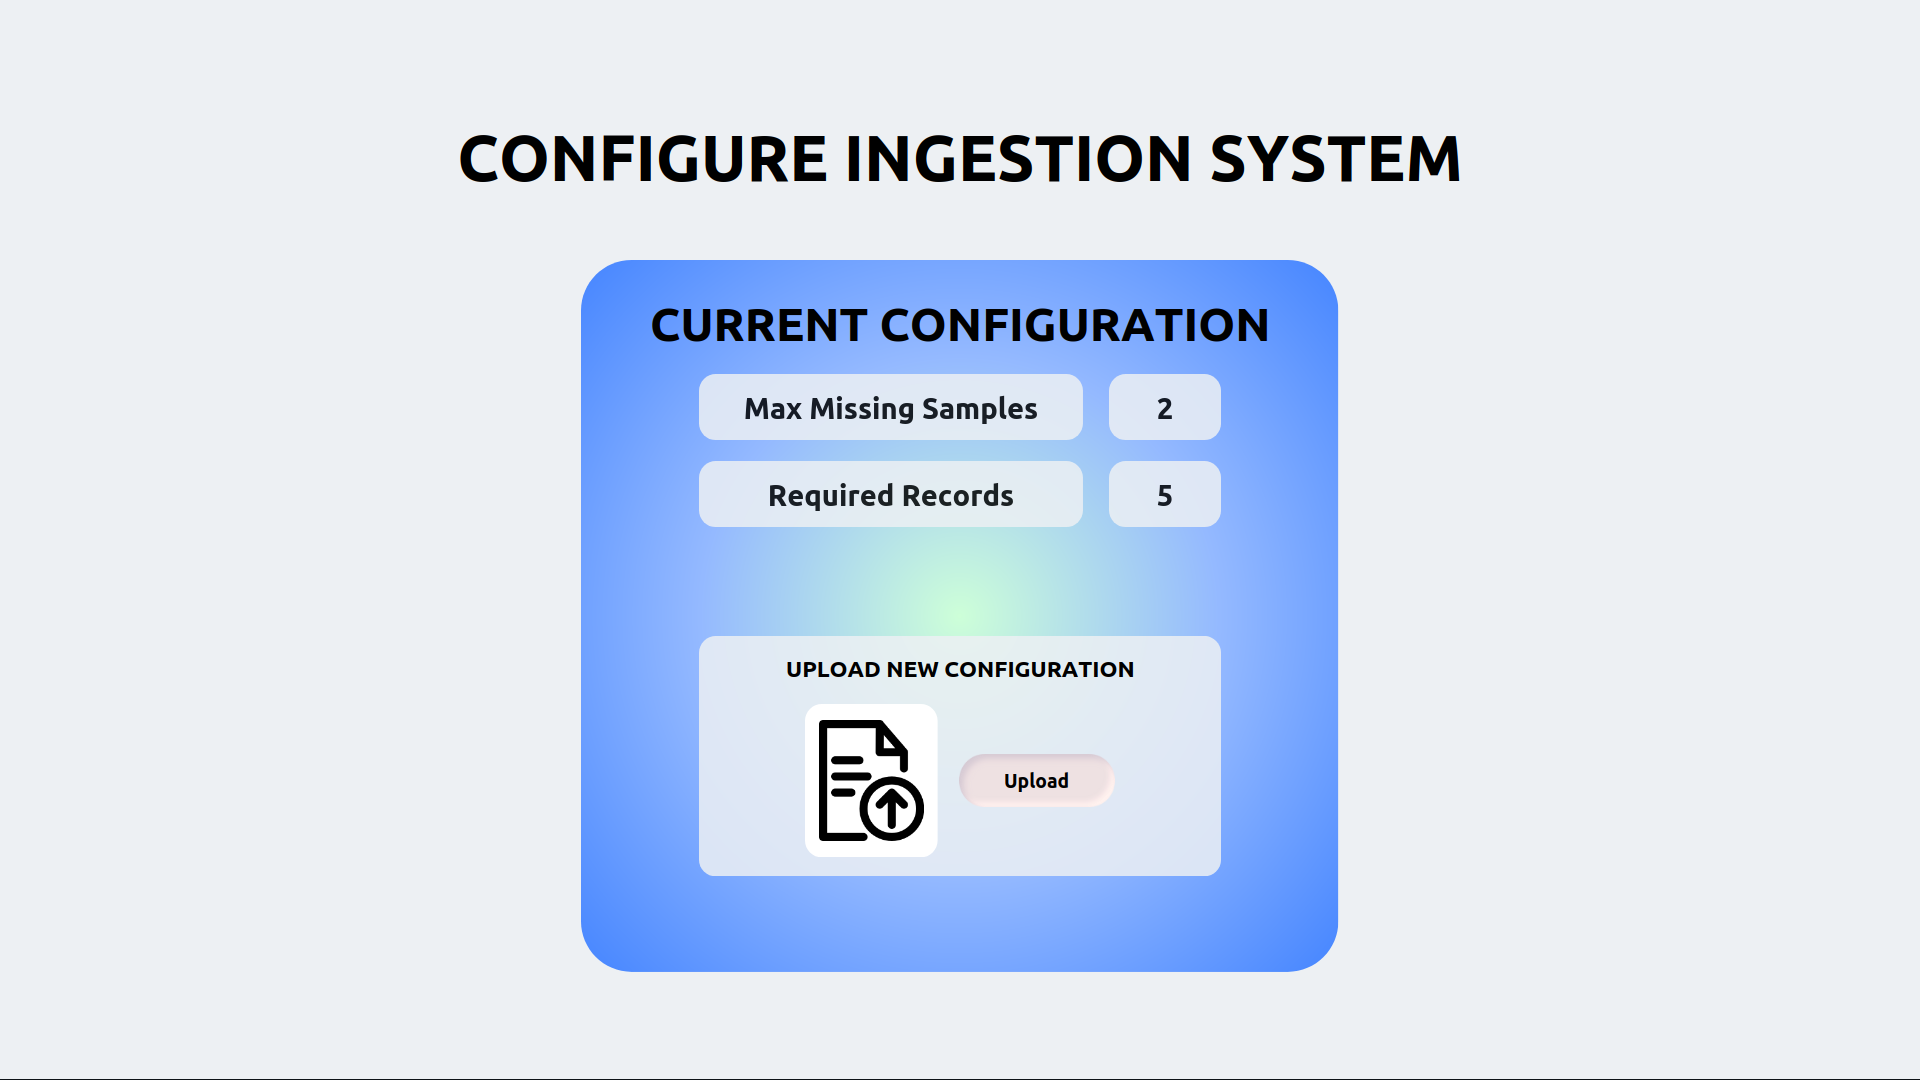 CONFIGURE INGESTION SYSTEM
CURRENT CONFIGURATION
Max Missing Samples 2
Required Records 5
UPLOAD NEW CONFIGURATION
Upload